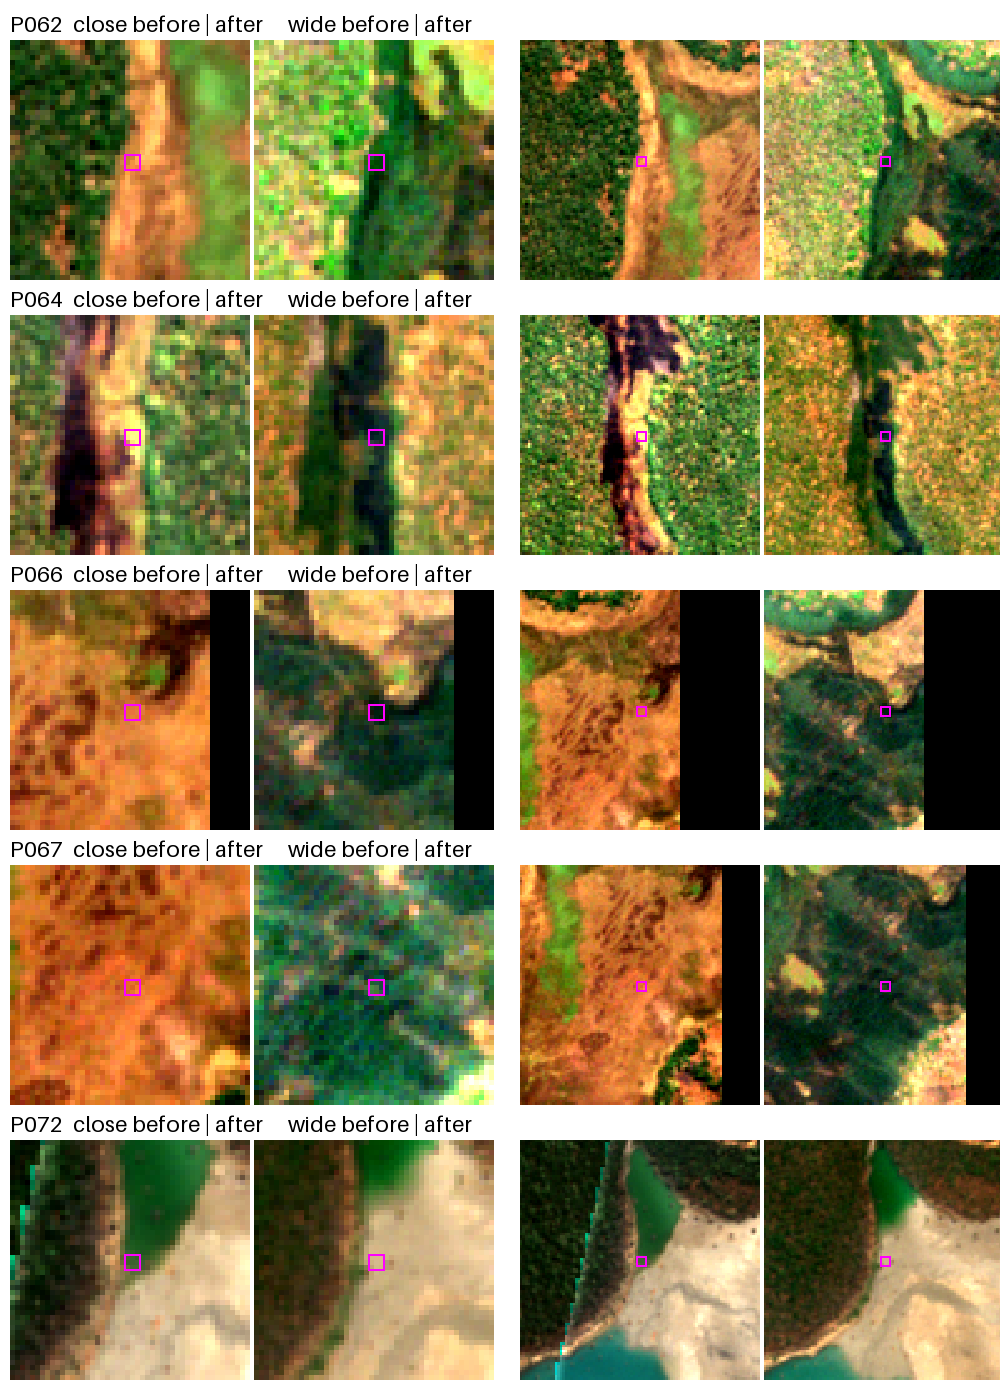 P062 close before | after wide before | after
P064 close before | after wide before | after
P066 close before | after wide before | after
P067 close before | after wide before | after
P072 close before | after wide before | after